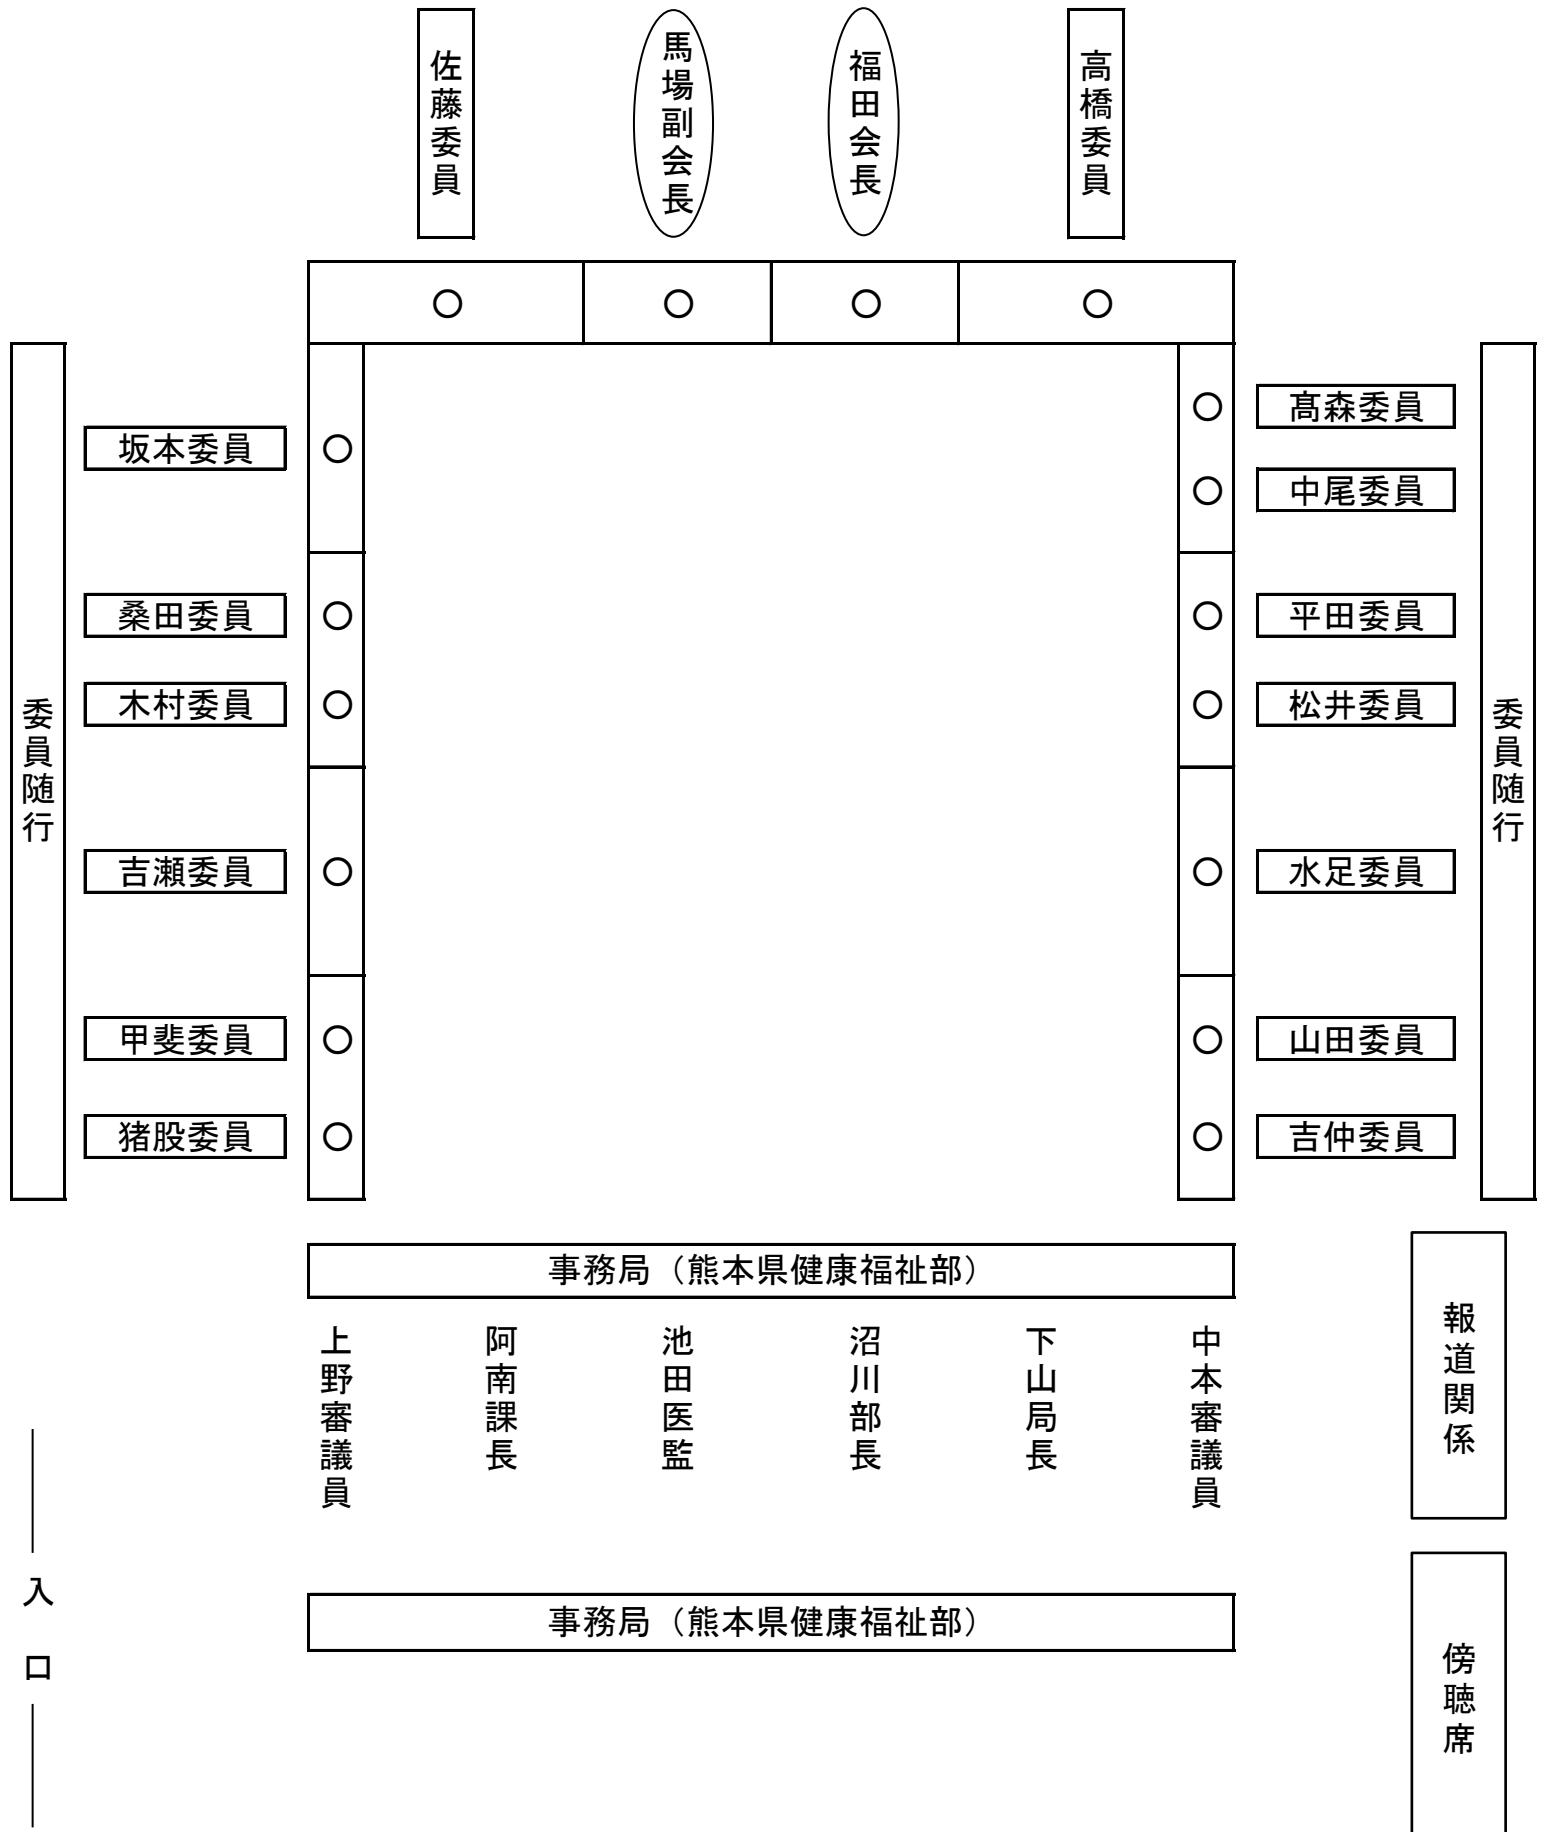 佐藤委員
馬場副会長
福田会長
高橋委員
○ ○ ○ ○
髙森委員
坂本委員
中尾委員
桑田委員
平田委員
木村委員
松井委員
委員随行
委員随行
吉瀬委員
水足委員
甲斐委員
山田委員
猪股委員
吉仲委員
事務局（熊本県健康福祉部）
上野審議員
阿南課長
池田医監
沼川部長
下山局長
中本審議員
報道関係
入口
事務局（熊本県健康福祉部）
傍聴席